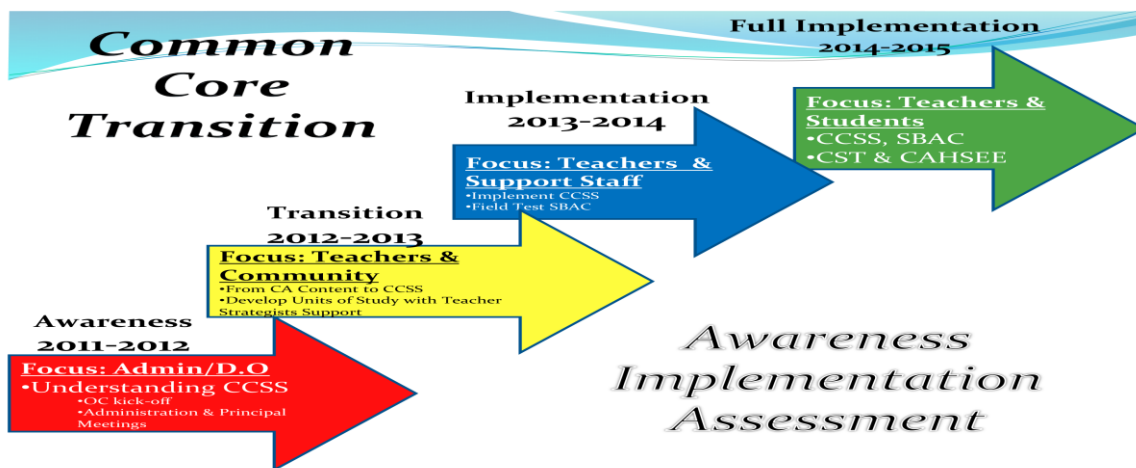 Common
Core
Transition
Full Implementation
2014-2015
Focus: Teachers &
Students
•CCSS, SBAC
•CST & CAHSEE
Implementation
2013-2014
Focus: Teachers  &
Support Staff
•Implement CCSS
•Field Test SBAC
Transition
2012-2013
Focus: Teachers &
Community
•From CA Content to CCSS
•Develop Units of Study with Teacher
Strategists Support
Awareness
2011-2012
Focus: Admin/D.O
•Understanding CCSS
•OC kick-off
•Administration & Principal
Meetings
Awareness
Implementation
Assessment